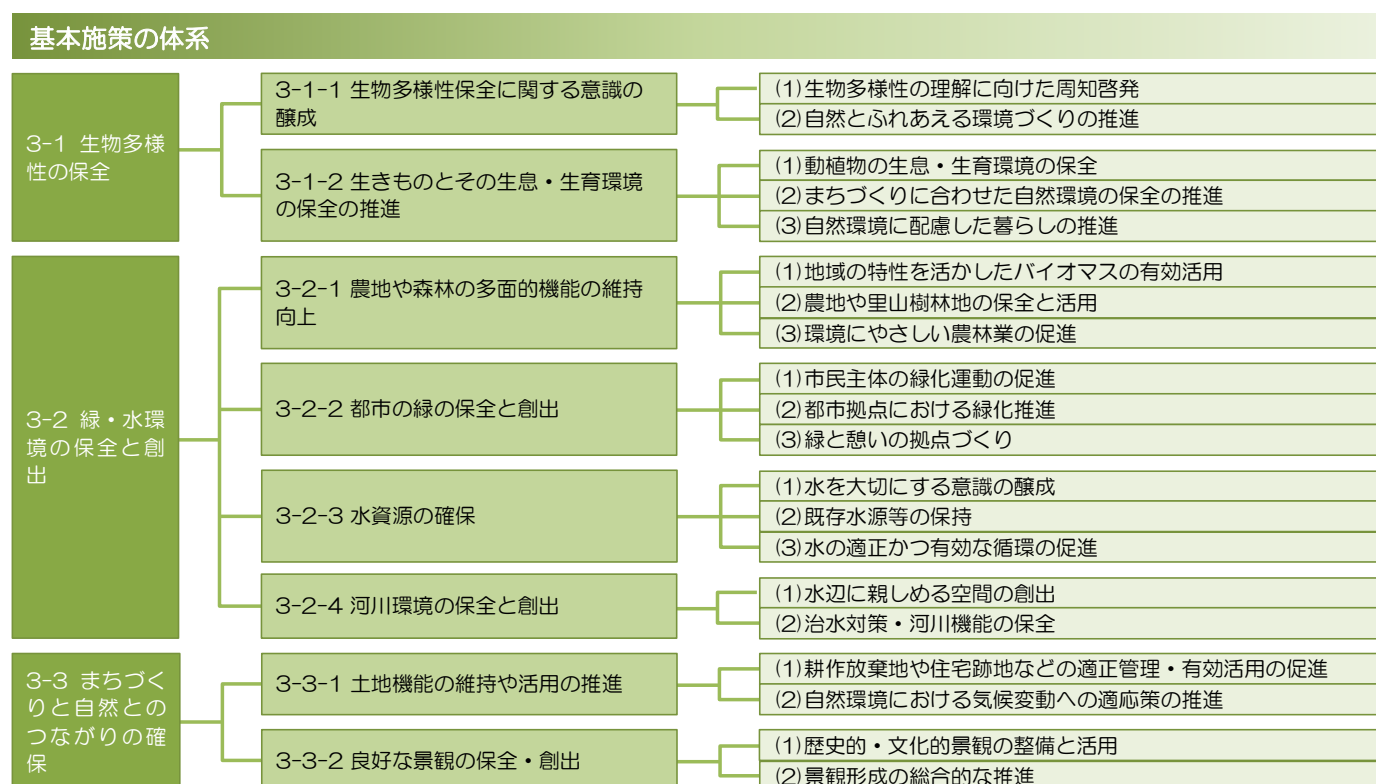 基本施策の体系
3-1 生物多様
性の保全
3-1-1 生物多様性保全に関する意識の
醸成
(1)生物多様性の理解に向けた周知啓発
(2)自然とふれあえる環境づくりの推進
3-1-2 生きものとその生息・生育環境
の保全の推進
(1)動植物の生息・生育環境の保全
(2)まちづくりに合わせた自然環境の保全の推進
(3)自然環境に配慮した暮らしの推進
3-2 緑・水環
境の保全と創
出
3-2-1 農地や森林の多面的機能の維持
向上
(1)地域の特性を活かしたバイオマスの有効活用
(2)農地や里山樹林地の保全と活用
(3)環境にやさしい農林業の促進
3-2-2 都市の緑の保全と創出
(1)市民主体の緑化運動の促進
(2)都市拠点における緑化推進
(3)緑と憩いの拠点づくり
3-2-3 水資源の確保
(1)水を大切にする意識の醸成
(2)既存水源等の保持
(3)水の適正かつ有効な循環の促進
3-2-4 河川環境の保全と創出
(1)水辺に親しめる空間の創出
(2)治水対策・河川機能の保全
3-3 まちづく
りと自然との
つながりの確
保
3-3-1 土地機能の維持や活用の推進
(1)耕作放棄地や住宅跡地などの適正管理・有効活用の促進
(2)自然環境における気候変動への適応策の推進
3-3-2 良好な景観の保全・創出
(1)歴史的・文化的景観の整備と活用
(2)景観形成の総合的な推進